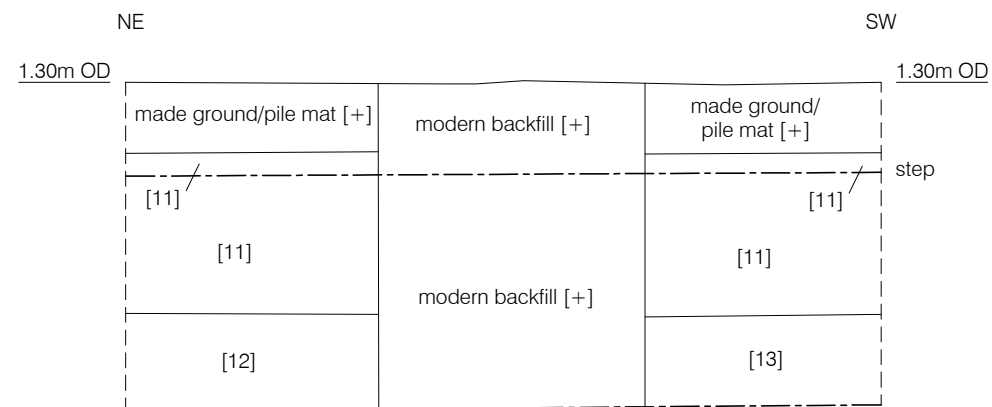 NE
SW
1.30m OD
1.30m OD
made ground/pile mat [+]
modern backfill [+]
made ground/
pile mat [+]
step
[11]
[11]
[11]
[11]
modern backfill [+]
[12]
[13]